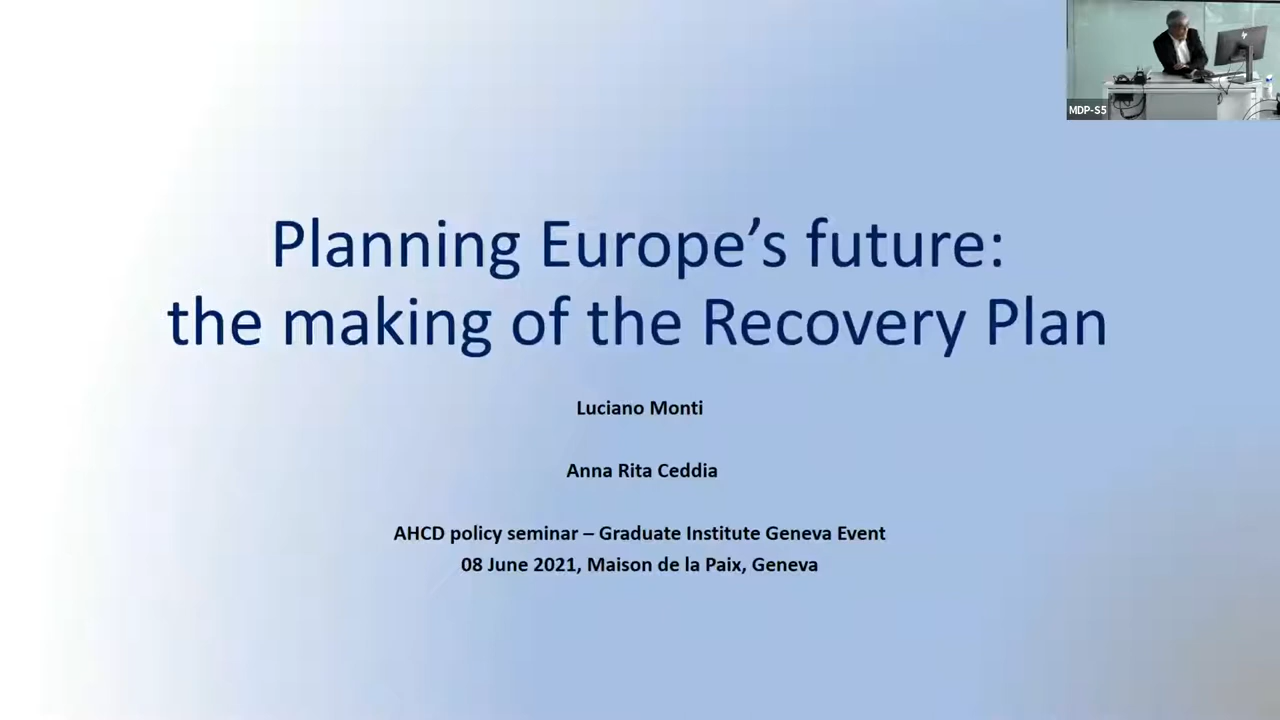 MDP-S5
Planning Europe’s future:
the making of the Recovery Plan
Luciano Monti
Anna Rita Ceddia
AHCD policy seminar – Graduate Institute Geneva Event
08 June 2021, Maison de la Paix, Geneva